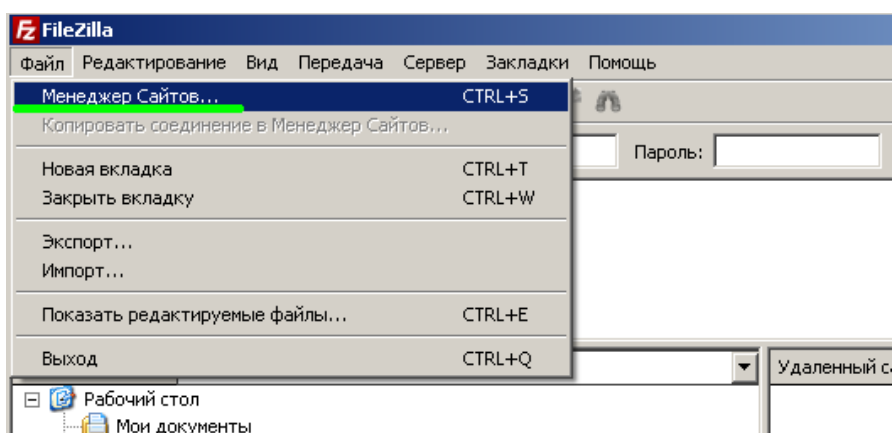 FileZilla
Файл Редактирование Вид Передача Сервер Закладки Помощь
Менеджер Сайтов... CTRL+S
Копировать соединение в Менеджер Сайтов...
Пароль:
Новая вкладка CTRL+T
Закрыть вкладку CTRL+W
Экспорт...
Импорт...
Показать редактируемые файлы... CTRL+E
Выход CTRL+Q
Удаленный
Рабочий стол
Мои документы